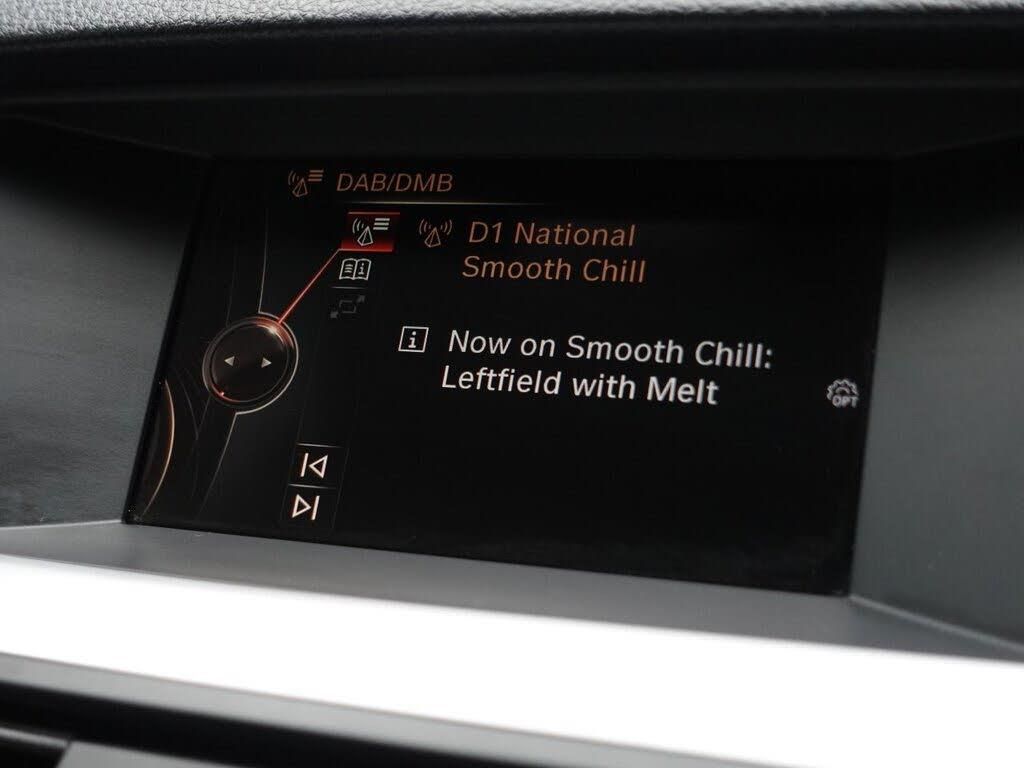 DAB/DMB
D1 National
Smooth Chill
Now on Smooth Chill:
Leftfield with Melt
OPT